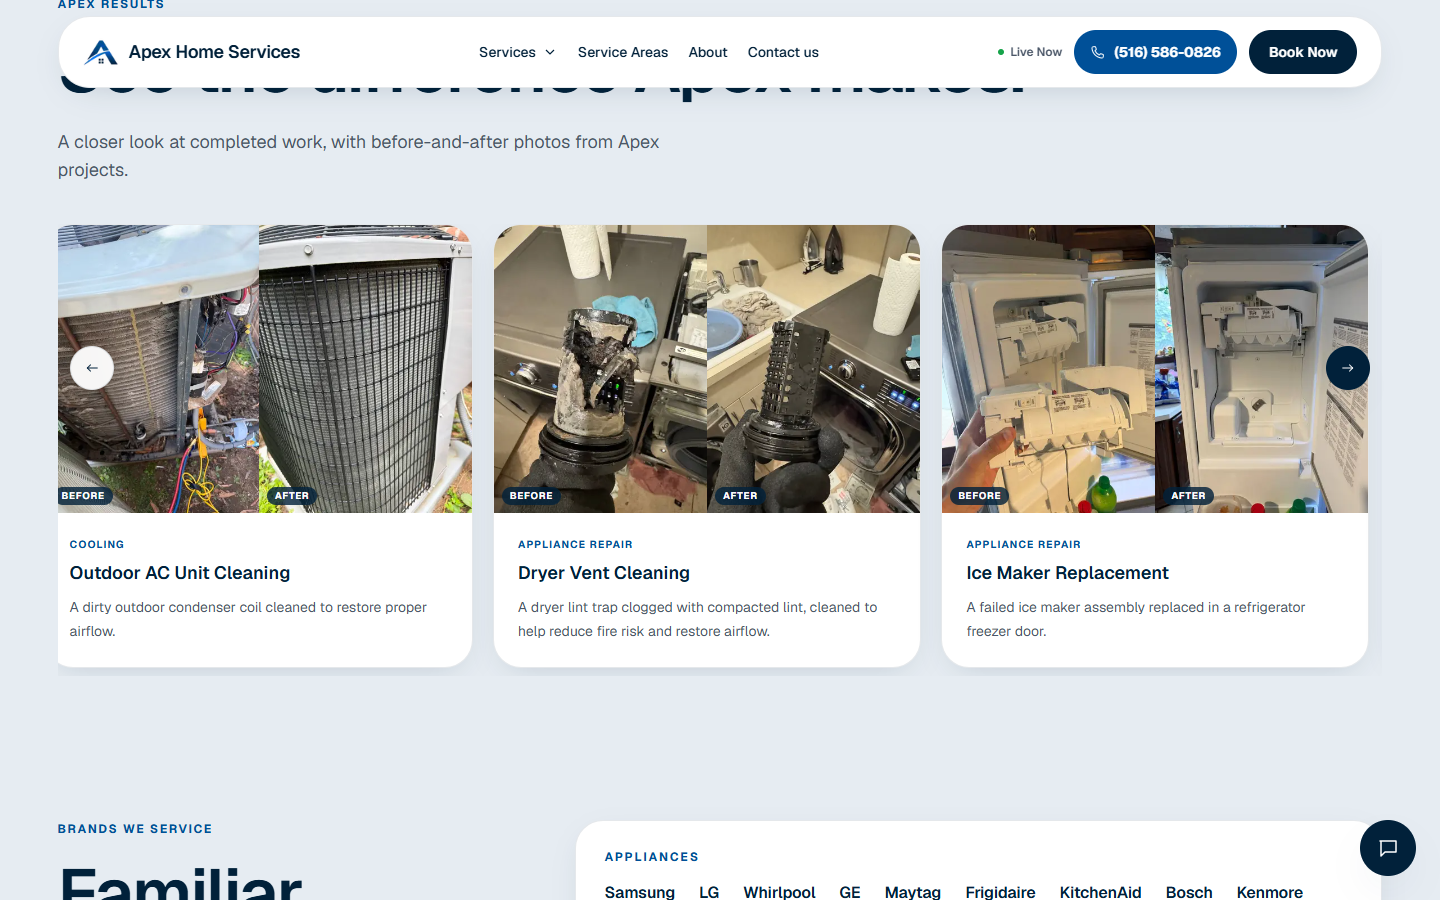 APEX RESULTS
Apex Home Services
Services
Service Areas
About
Contact us
Live Now
(516) 586-0826
Book Now
See the difference Apex makes.
A closer look at completed work, with before-and-after photos from Apex
projects.
BEFORE
AFTER
COOLING
Outdoor AC Unit Cleaning
A dirty outdoor condenser coil cleaned to restore proper
airflow.
BEFORE
AFTER
APPLIANCE REPAIR
Dryer Vent Cleaning
A dryer lint trap clogged with compacted lint, cleaned to
help reduce fire risk and restore airflow.
BEFORE
AFTER
APPLIANCE REPAIR
Ice Maker Replacement
A failed ice maker assembly replaced in a refrigerator
freezer door.
BRANDS WE SERVICE
Familiar
APPLIANCES
Samsung LG Whirlpool GE Maytag Frigidaire KitchenAid Bosch Kenmore